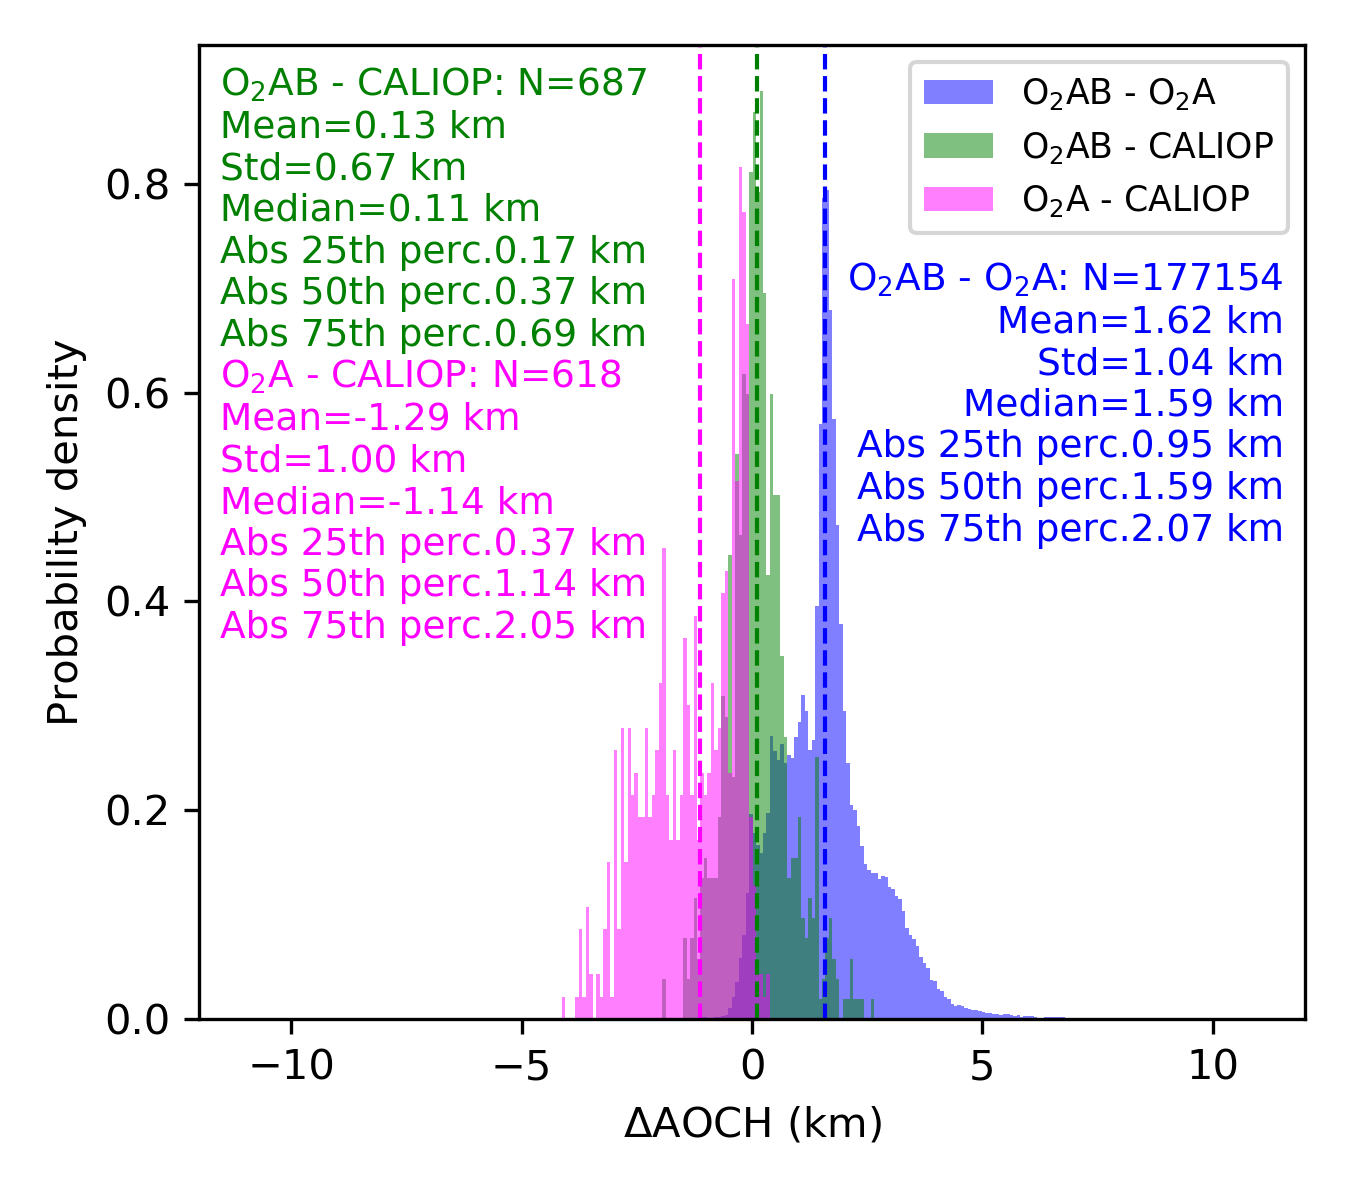 O₂AB - CALIOP: N=687
Mean=0.13 km
Std=0.67 km
Median=0.11 km
Abs 25th perc.0.17 km
Abs 50th perc.0.37 km
Abs 75th perc.0.69 km
O₂A - CALIOP: N=618
Mean=-1.29 km
Std=1.00 km
Median=-1.14 km
Abs 25th perc.0.37 km
Abs 50th perc.1.14 km
Abs 75th perc.2.05 km
O₂AB - O₂A
O₂AB - CALIOP
O₂A - CALIOP
O₂AB - O₂A: N=177154
Mean=1.62 km
Std=1.04 km
Median=1.59 km
Abs 25th perc.0.95 km
Abs 50th perc.1.59 km
Abs 75th perc.2.07 km
Probability density
0.8
0.6
0.4
0.2
0.0
−10
−5
0
5
10
ΔAOCH (km)